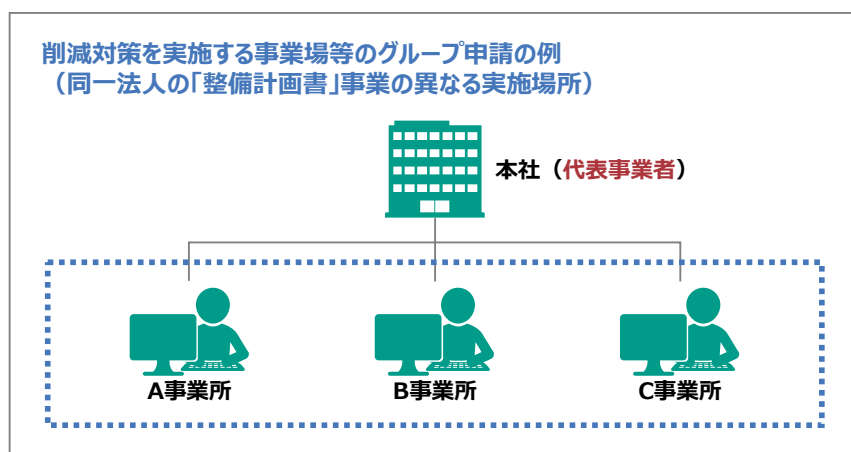 削減対策を実施する事業場等のグループ申請の例
（同一法人の｢整備計画書｣事業の異なる実施場所）
本社（代表事業者）
A事業所
B事業所
C事業所